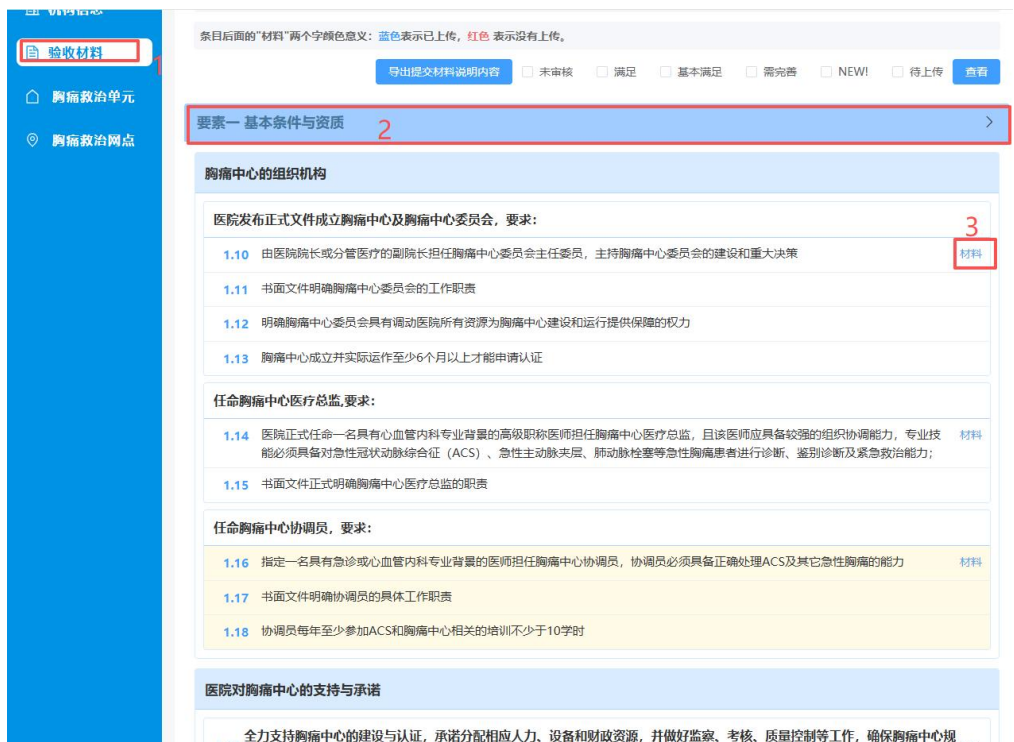 机构信息
验收材料
1
胸痛救治单元
胸痛救治网点
条目后面的"材料"两个字颜色意义：蓝色表示已上传，红色 表示没有上传。
导出提交材料说明内容 未审核 满足 基本满足 需完善 NEW! 待上传 查看
要素一 基本条件与资质
2
胸痛中心的组织机构
医院发布正式文件成立胸痛中心及胸痛中心委员会，要求：
3
1.10 由医院院长或分管医疗的副院长担任胸痛中心委员会主任委员，主持胸痛中心委员会的建设和重大决策 材料
1.11 书面文件明确胸痛中心委员会的工作职责
1.12 明确胸痛中心委员会具有调动医院所有资源为胸痛中心建设和运行提供保障的权力
1.13 胸痛中心成立并实际运作至少6个月以上才能申请认证
任命胸痛中心医疗总监,要求：
1.14 医院正式任命一名具有心血管内科专业背景的高级职称医师担任胸痛中心医疗总监，且该医师应具备较强的组织协调能力，专业技 材料
能必须具备对急性冠状动脉综合征（ACS）、急性主动夹层、肺动脉栓塞等急性胸痛患者进行诊断、鉴别诊断及紧急救治能力；
1.15 书面文件正式明确胸痛中心医疗总监的职责
任命胸痛中心协调员，要求：
1.16 指定一名具有急诊或心血管内科专业背景的医师担任胸痛中心协调员，协调员必须具备正确处理ACS及其它急性胸痛的能力 材料
1.17 书面文件明确协调员的具体工作职责
1.18 协调员每年至少参加ACS和胸痛中心相关的培训不少于10学时
医院对胸痛中心的支持与承诺
全力支持胸痛中心的建设与认证，承诺分配相应人力、设备和财政资源，并做好监察、考核、质量控制等工作，确保胸痛中心规